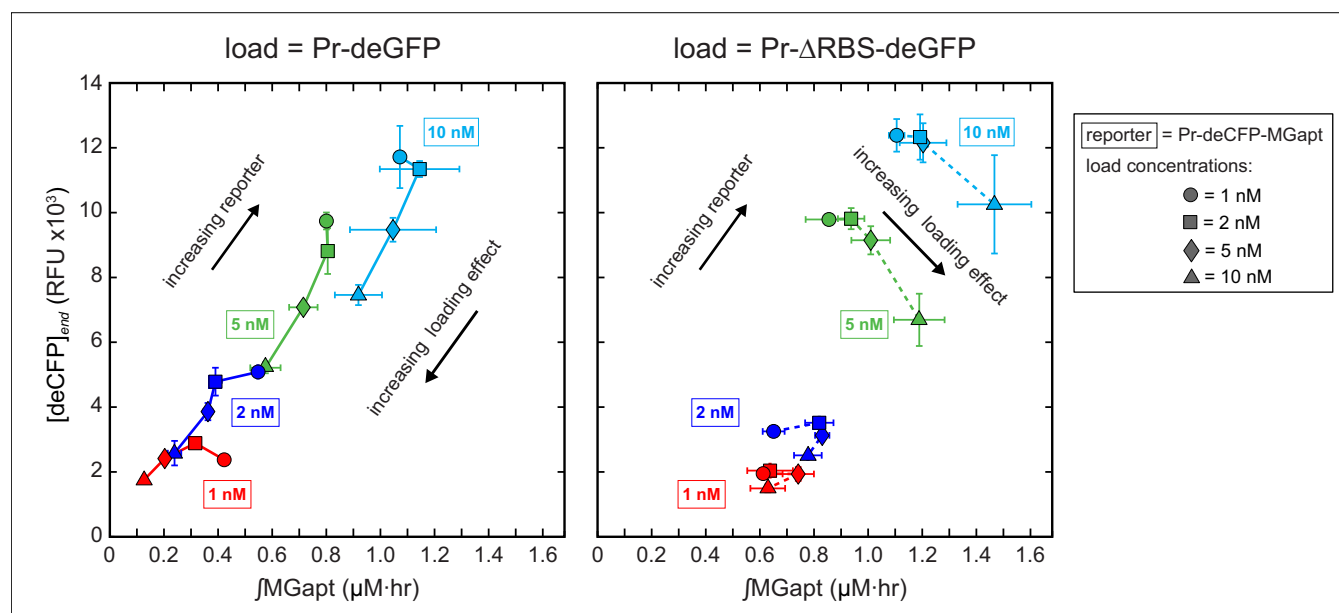 load = Pr-deGFP
load = Pr-ΔRBS-deGFP
[deCFP]end (RFU x10³)
14
12
10
8
6
4
2
0
increasing reporter
10 nM
5 nM
2 nM
1 nM
increasing loading effect
0 0.2 0.4 0.6 0.8 1.0 1.2 1.4 1.6
∫MGapt (µM·hr)
increasing reporter
10 nM
increasing loading effect
5 nM
2 nM
1 nM
0 0.2 0.4 0.6 0.8 1.0 1.2 1.4 1.6
∫MGapt (µM·hr)
reporter = Pr-deCFP-MGapt
load concentrations:
= 1 nM
= 2 nM
= 5 nM
= 10 nM